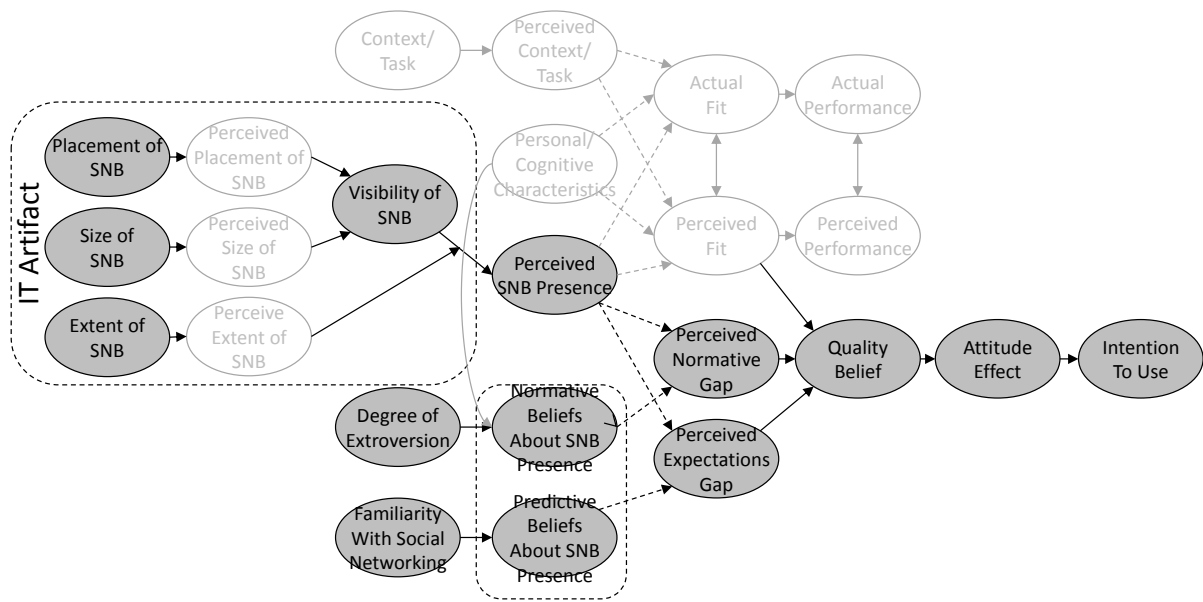 Context/
Task
Perceived
Context/
Task
Actual
Fit
Actual
Performance
IT Artifact
Placement of
SNB
Perceived
Placement of
SNB
Personal/
Cognitive
Characteristics
Visibility of
SNB
Size of
SNB
Perceived
Size of
SNB
Perceived
Fit
Perceived
Performance
Perceived
SNB Presence
Extent of
SNB
Perceive
Extent of
SNB
Perceived
Normative
Gap
Quality
Belief
Attitude
Effect
Intention
To Use
Degree of
Extroversion
Normative
Beliefs
About SNB
Presence
Perceived
Expectations
Gap
Familiarity
With Social
Networking
Predictive
Beliefs
About SNB
Presence